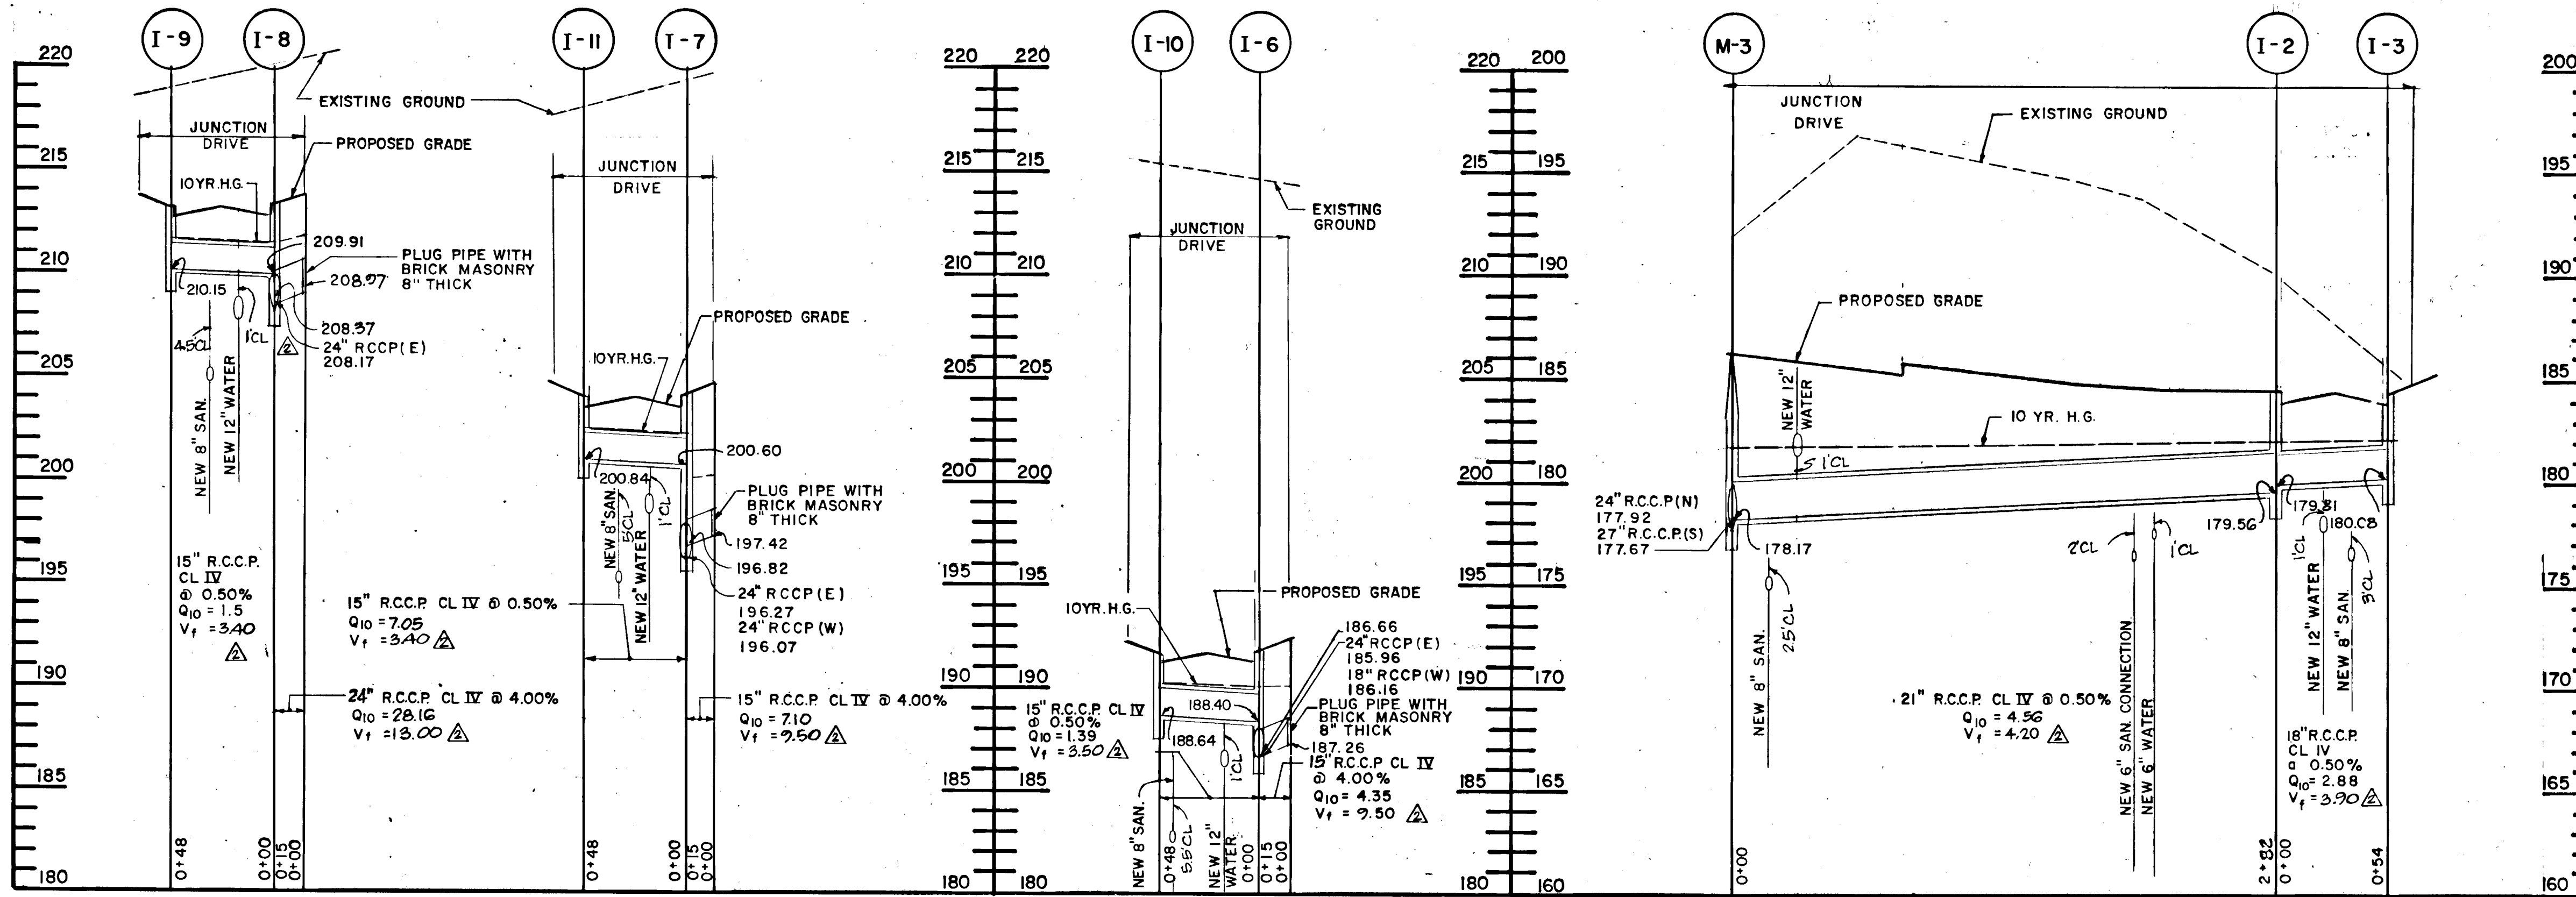 I-9
I-8
I-11
I-7
I-10
I-6
M-3
I-2
I-3
220
215
210
205
200
195
190
185
180
EXISTING GROUND
JUNCTION
DRIVE
PROPOSED GRADE
10 YR. H.G.
209.91
PLUG PIPE WITH
BRICK MASONRY
8" THICK
208.97
210.15
208.37
24" RCCP (E)
208.17
4.5'CL
1'CL
2
NEW 8" SAN.
NEW 12" WATER
15" R.C.C.P.
CL IV
@ 0.50%
Q10 = 1.5
Vf = 3.40
2
24" R.C.C.P. CL IV @ 4.00%
Q10 = 28.16
Vf = 13.00
2
0+48
0+00
0+15
0+00
JUNCTION
DRIVE
PROPOSED GRADE
10 YR. H.G.
200.60
200.84
PLUG PIPE WITH
BRICK MASONRY
8" THICK
197.42
196.82
24" RCCP (E)
196.27
24" RCCP (W)
196.07
NEW 8" SAN.
5'CL
NEW 12" WATER
1'CL
15" R.C.C.P. CL IV @ 0.50%
Q10 = 7.05
Vf = 3.40
2
15" R.C.C.P. CL IV @ 4.00%
Q10 = 7.10
Vf = 9.50
2
0+48
0+00
0+15
0+00
220 220
215 215
210 210
205 205
200 200
195 195
190 190
185 185
180 180
EXISTING
GROUND
JUNCTION
DRIVE
PROPOSED GRADE
10 YR. H.G.
186.66
24" RCCP (E)
185.96
18" RCCP (W)
186.16
PLUG PIPE WITH
BRICK MASONRY
8" THICK
187.26
188.40
188.64
15" R.C.C.P. CL IV
@ 0.50%
Q10 = 1.39
Vf = 3.50
2
15" R.C.C.P CL IV
@ 4.00%
Q10 = 4.35
Vf = 9.50
2
1'CL
NEW 8" SAN.
0+48
5.5'CL
NEW 12"
WATER
0+00
0+15
0+00
220 200
215 195
210 190
205 185
200 180
195 175
190 170
185 165
180 160
JUNCTION
DRIVE
EXISTING GROUND
PROPOSED GRADE
NEW 12"
WATER
1'CL
10 YR. H.G.
24" R.C.C.P.(N)
177.92
27" R.C.C.P.(S)
177.67
178.17
179.56
179.81
180.08
NEW 8" SAN.
2.5'CL
2'CL
1'CL
NEW 6" SAN. CONNECTION
NEW 6" WATER
1'CL
NEW 12" WATER
NEW 8" SAN.
3'CL
21" R.C.C.P. CL IV @ 0.50%
Q10 = 4.56
Vf = 4.20
2
18" R.C.C.P.
CL IV
@ 0.50%
Q10 = 2.88
Vf = 3.90
2
0+00
2+82
0+00
0+54
200
195
190
185
180
175
170
165
160